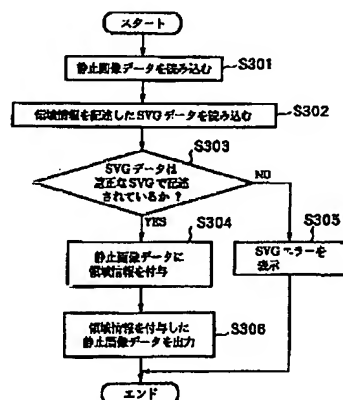 スタート
静止画像データを読み込む
S301
領域情報を記述したSVGデータを読み込む
S302
S303
SVGデータは
適正なSVGで記述
されているか?
NO
YES
S304
S305
静止画像データに
領域情報を付与
SVGエラーを
表示
領域情報を付与した
静止画像データを出力
S306
エンド